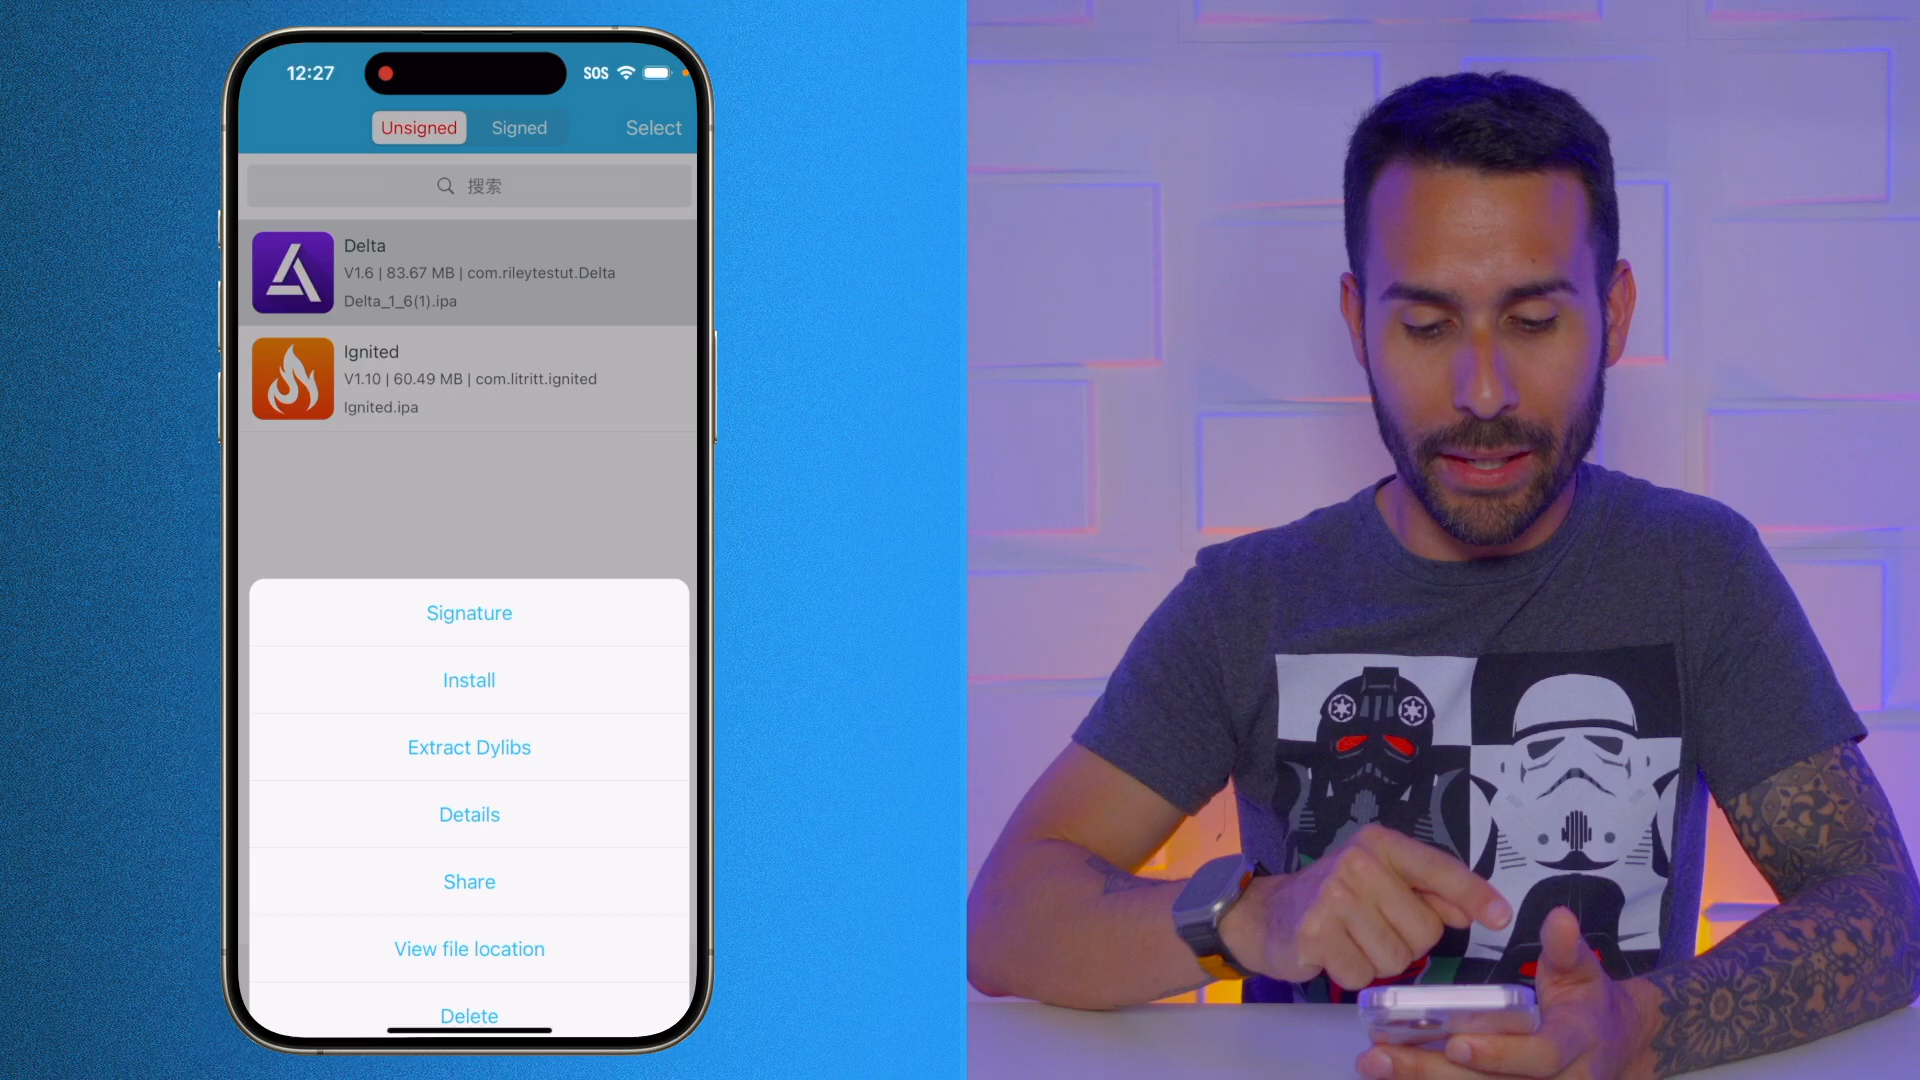 12:27
SOS
Unsigned
Signed
Select
搜索
Delta
V1.6 | 83.67 MB | com.rileytestut.Delta
Delta_1_6(1).ipa
Ignited
V1.10 | 60.49 MB | com.litritt.ignited
Ignited.ipa
Signature
Install
Extract Dylibs
Details
Share
View file location
Delete